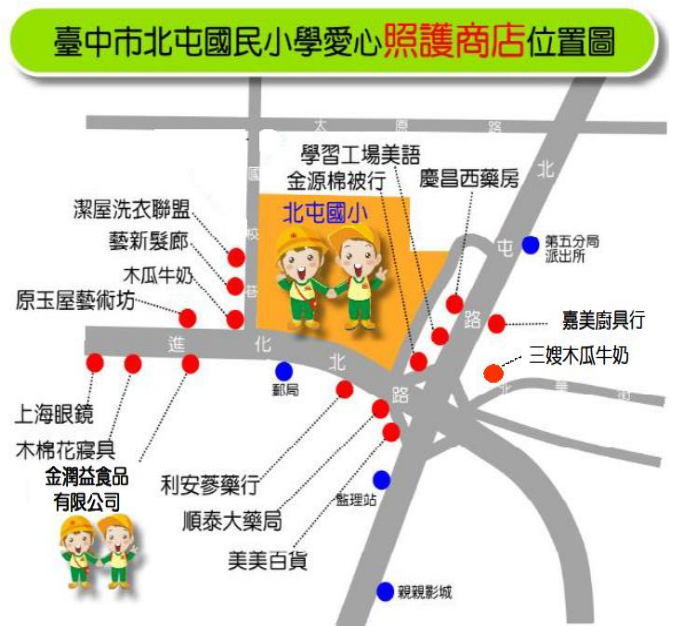 臺中市北屯國民小學愛心照護商店位置圖
太原路
國校巷
學習工場美語
金源棉被行
慶昌西藥房
北屯路
北屯國小
潔屋洗衣聯盟
藝新髮廊
木瓜牛奶
原玉屋藝術坊
第五分局
派出所
嘉美廚具行
三嫂木瓜牛奶
進化北路
郵局
上海眼鏡
木棉花寢具
金潤益食品
有限公司
利安蔘藥行
順泰大藥局
美美百貨
監理站
親親影城